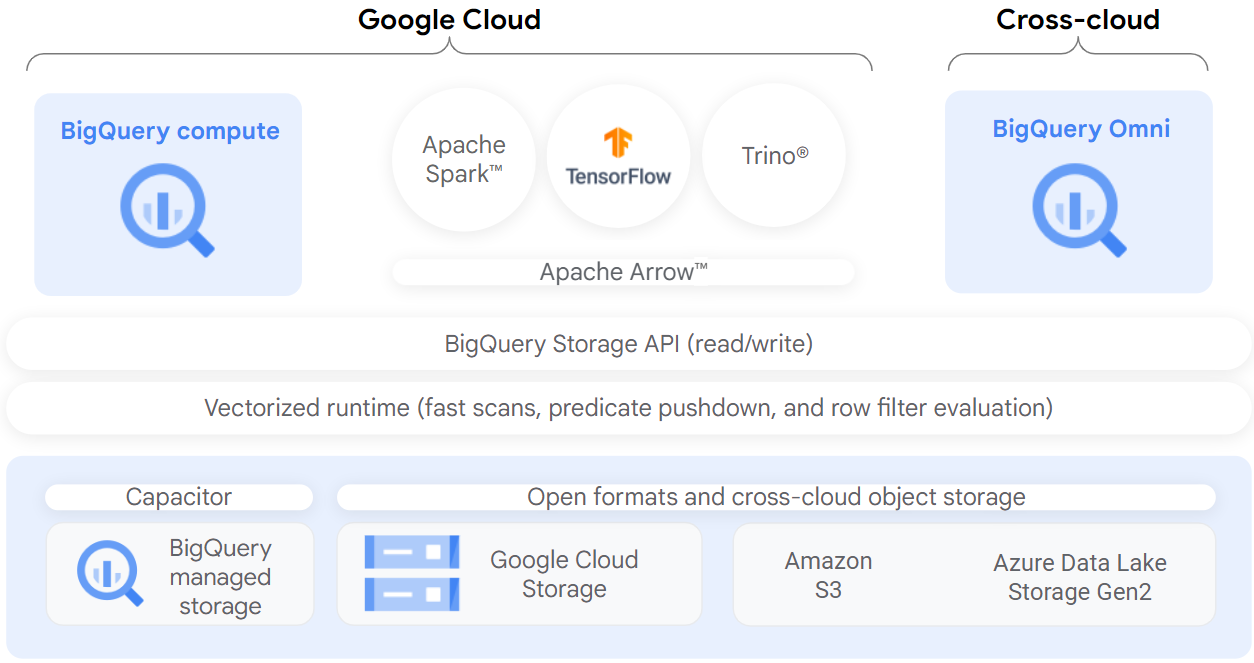 Google Cloud
Cross-cloud
BigQuery compute
Apache
Spark™
TensorFlow
Trino®
BigQuery Omni
Apache Arrow™
BigQuery Storage API (read/write)
Vectorized runtime (fast scans, predicate pushdown, and row filter evaluation)
Capacitor
Open formats and cross-cloud object storage
BigQuery
managed
storage
Google Cloud
Storage
Amazon
S3
Azure Data Lake
Storage Gen2